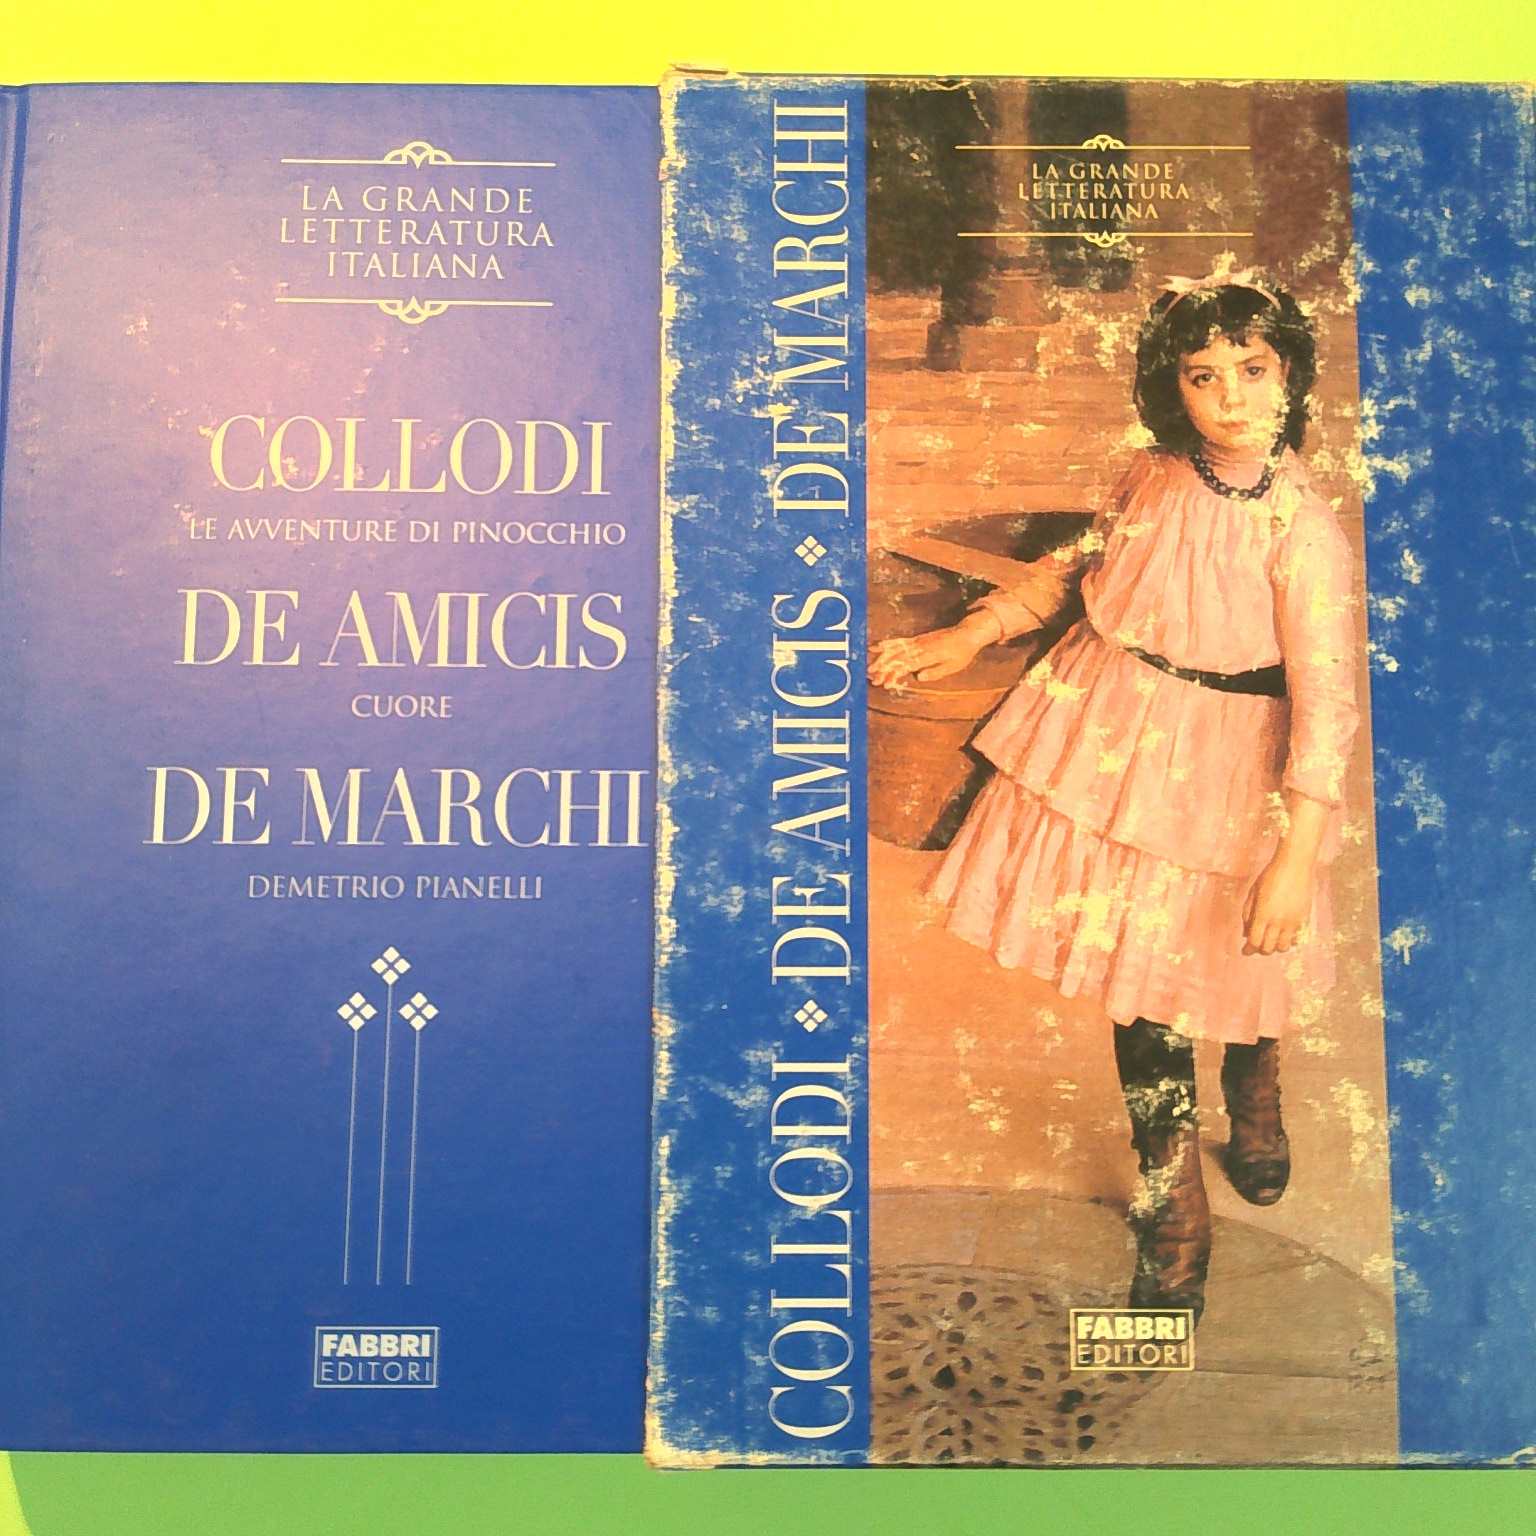 LA GRANDE
LETTERATURA
ITALIANA
COLLODI
LE AVVENTURE DI PINOCCHIO
DE AMICIS
CUORE
DE MARCHI
DEMETRIO PIANELLI
FABBRI
EDITORI
COLLODI ❖ DE AMICIS ❖ DE MARCHI
LA GRANDE
LETTERATURA
ITALIANA
FABBRI
EDITORI